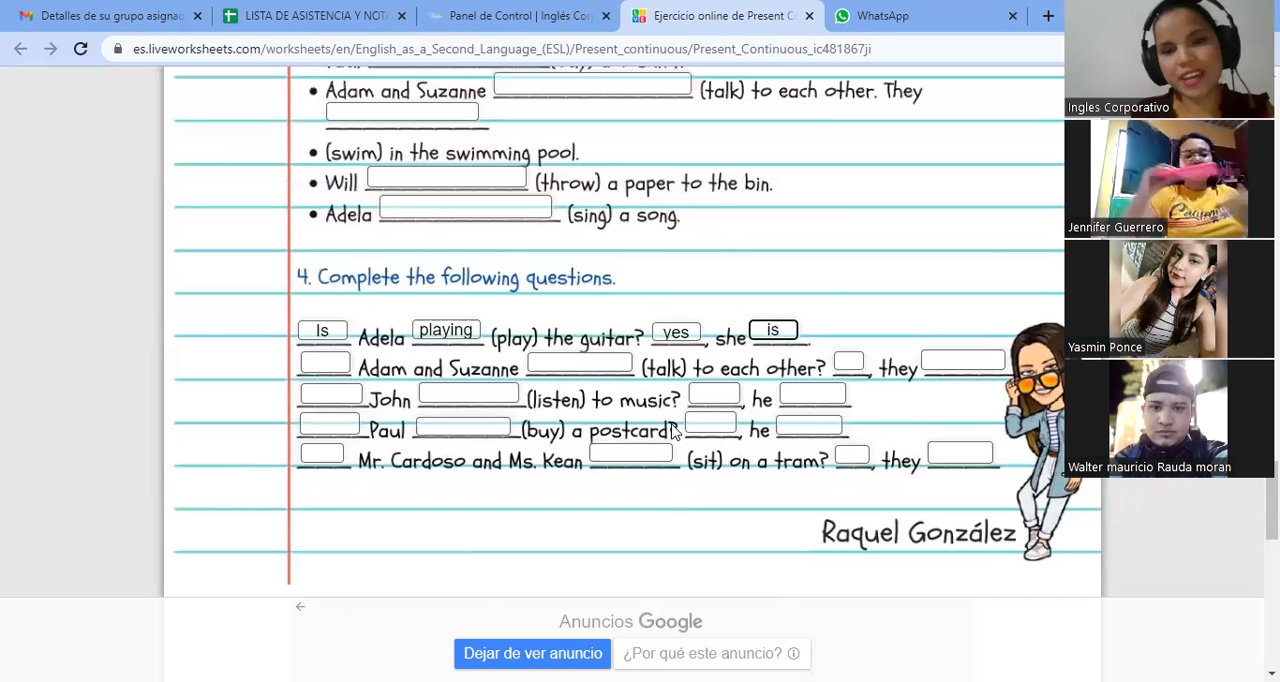 Detalles de su grupo asignac
LISTA DE ASISTENCIA Y NOTA
Panel de Control | Inglés Cor
Ejercicio online de Present C
WhatsApp
es.liveworksheets.com/worksheets/en/English_as_a_Second_Language_(ESL)/Present_continuous/Present_Continuous_ic481867ji
• Adam and Suzanne (talk) to each other. They
• (swim) in the swimming pool.
• Will (throw) a paper to the bin.
• Adela (sing) a song.
4. Complete the following questions.
Is Adela playing (play) the guitar? yes, she is.
Adam and Suzanne (talk) to each other? , they
John (listen) to music? , he
Paul (buy) a postcard? , he
Mr. Cardoso and Ms. Kean (sit) on a tram? , they
Raquel González
Anuncios Google
Dejar de ver anuncio
¿Por qué este anuncio?
Ingles Corporativo
Jennifer Guerrero
Yasmin Ponce
Walter mauricio Rauda moran